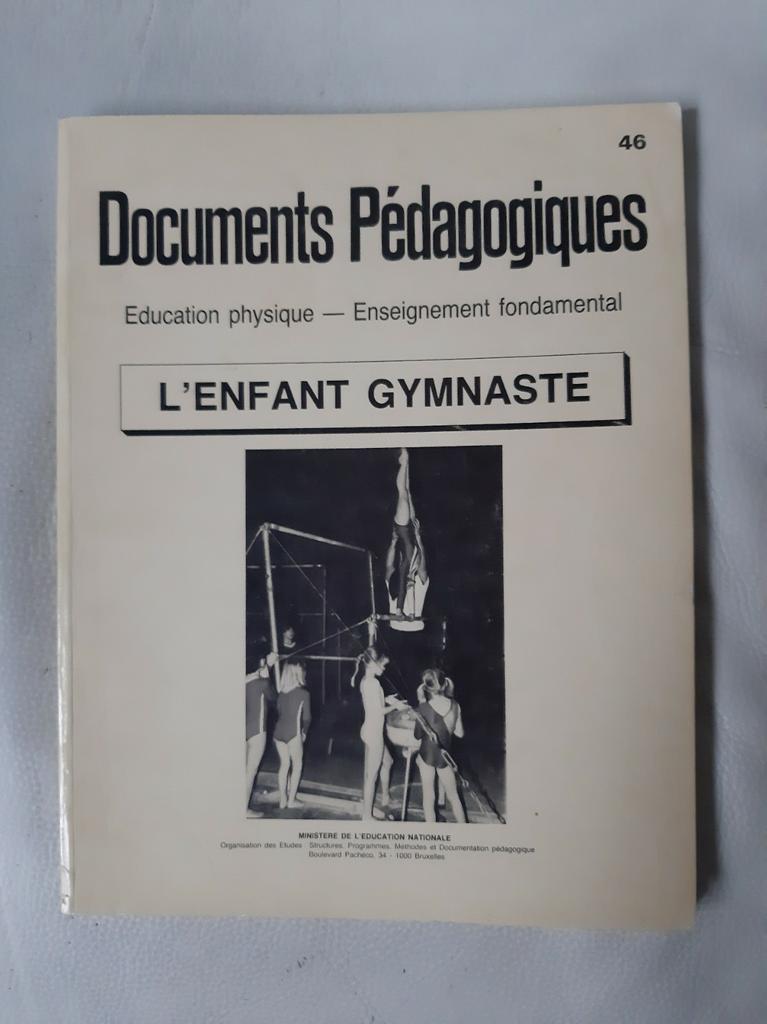 46
Documents Pédagogiques
Education physique — Enseignement fondamental
L'ENFANT GYMNASTE
MINISTERE DE L'EDUCATION NATIONALE
Organisation des Etudes Structures, Programmes, Méthodes et Documentation pédagogique
Boulevard Pachéco, 34 - 1000 Bruxelles